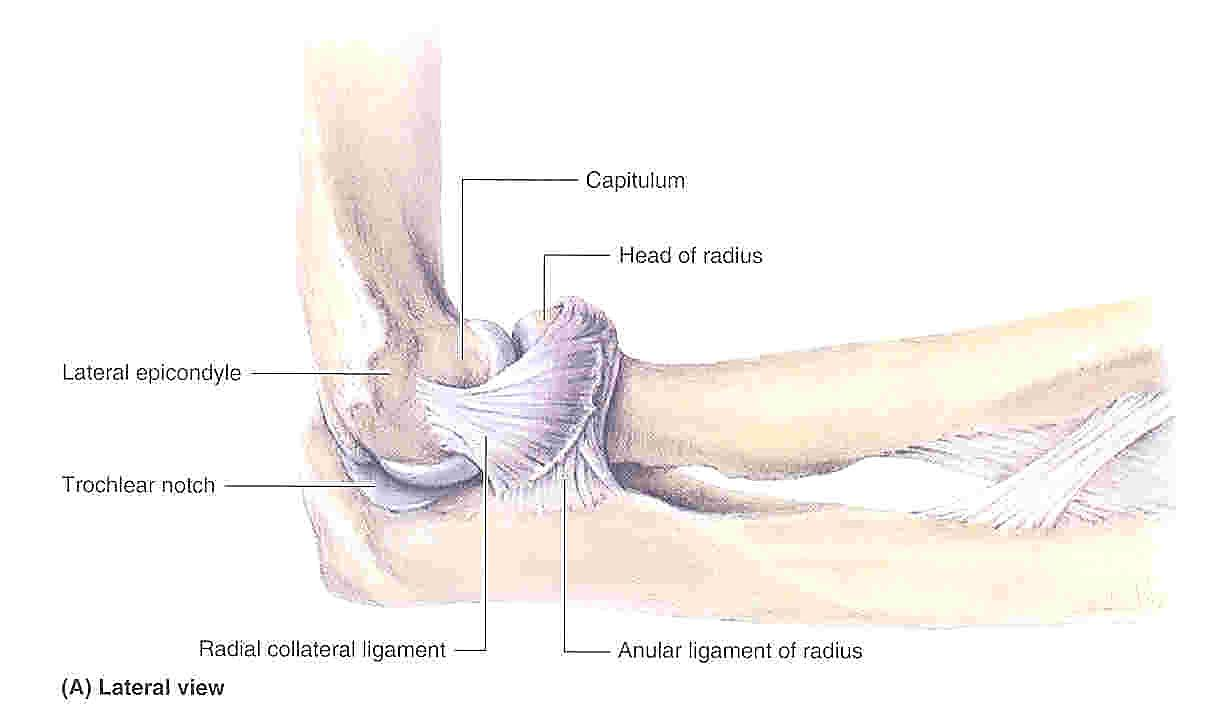 Capitulum
Head of radius
Lateral epicondyle
Trochlear notch
Radial collateral ligament
Anular ligament of radius
(A) Lateral view